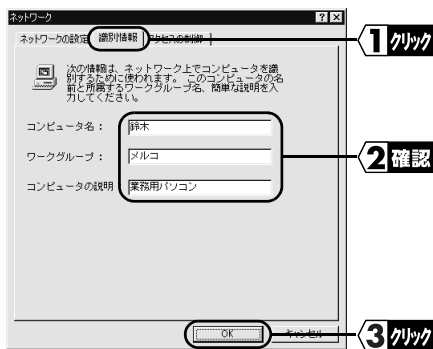 ネットワーク
ネットワークの設定 識別情報 アクセスの制御
1 クリック
次の情報は、ネットワーク上でコンピュータを識
別するために使われます。このコンピュータの名
前と所属するワークグループ名、簡単な説明を入
力してください。
コンピュータ名: 鈴木
ワークグループ: メルコ
2 確認
コンピュータの説明: 業務用パソコン
OK キャンセル
3 クリック